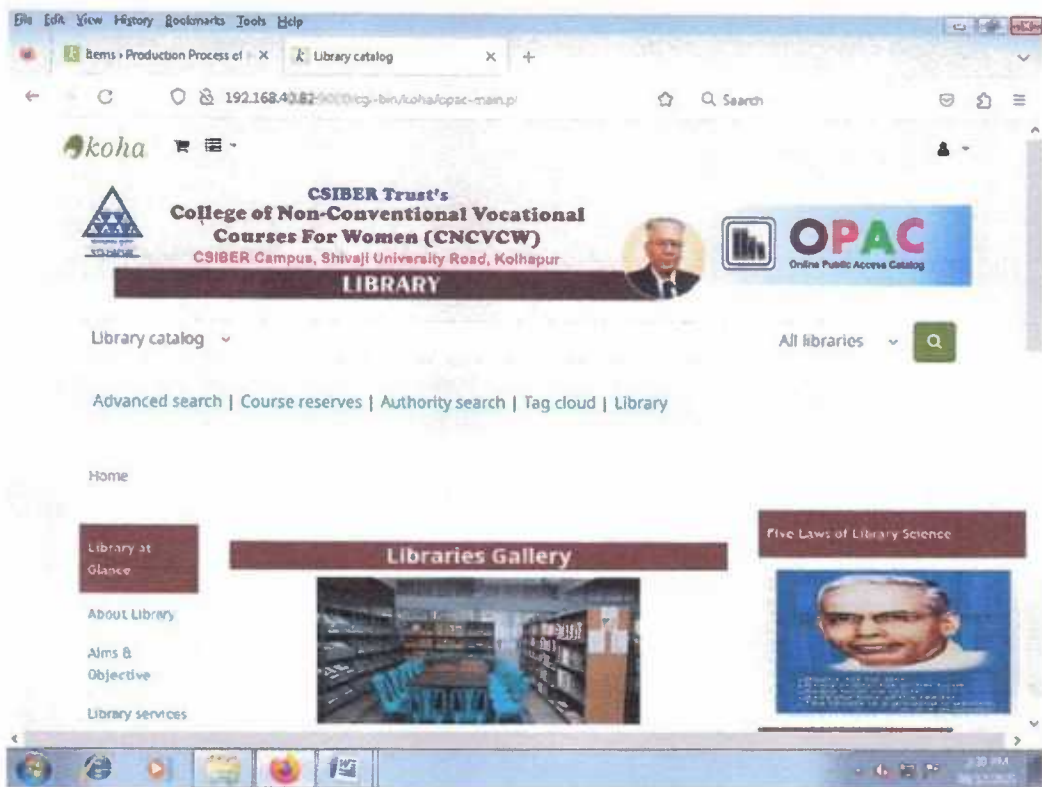 File Edit View History Bookmarks Tools Help
Items › Production Process of
Library catalog
192.168.40.82
Search
koha
CSIBER Trust's
College of Non-Conventional Vocational
Courses For Women (CNCVCW)
CSIBER Campus, Shivaji University Road, Kolhapur
LIBRARY
OPAC
Online Public Access Catalog
Library catalog
All libraries
Advanced search | Course reserves | Authority search | Tag cloud | Library
Home
Library at
Glance
About Library
Aims &
Objective
Library services
Libraries Gallery
Five Laws of Library Science